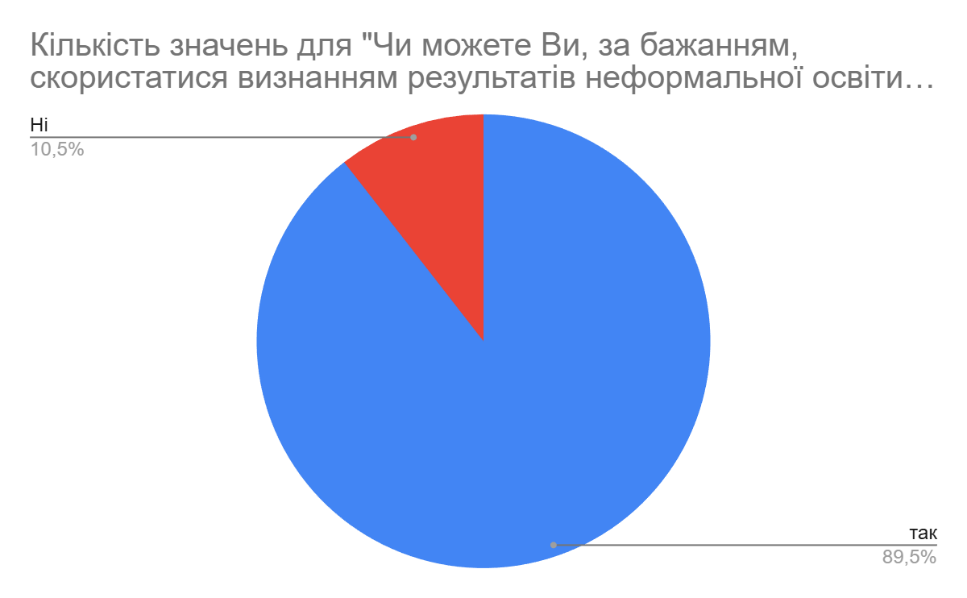 Кількість значень для "Чи можете Ви, за бажанням,
скористатися визнанням результатів неформальної освіти…
Ні
10,5%
так
89,5%